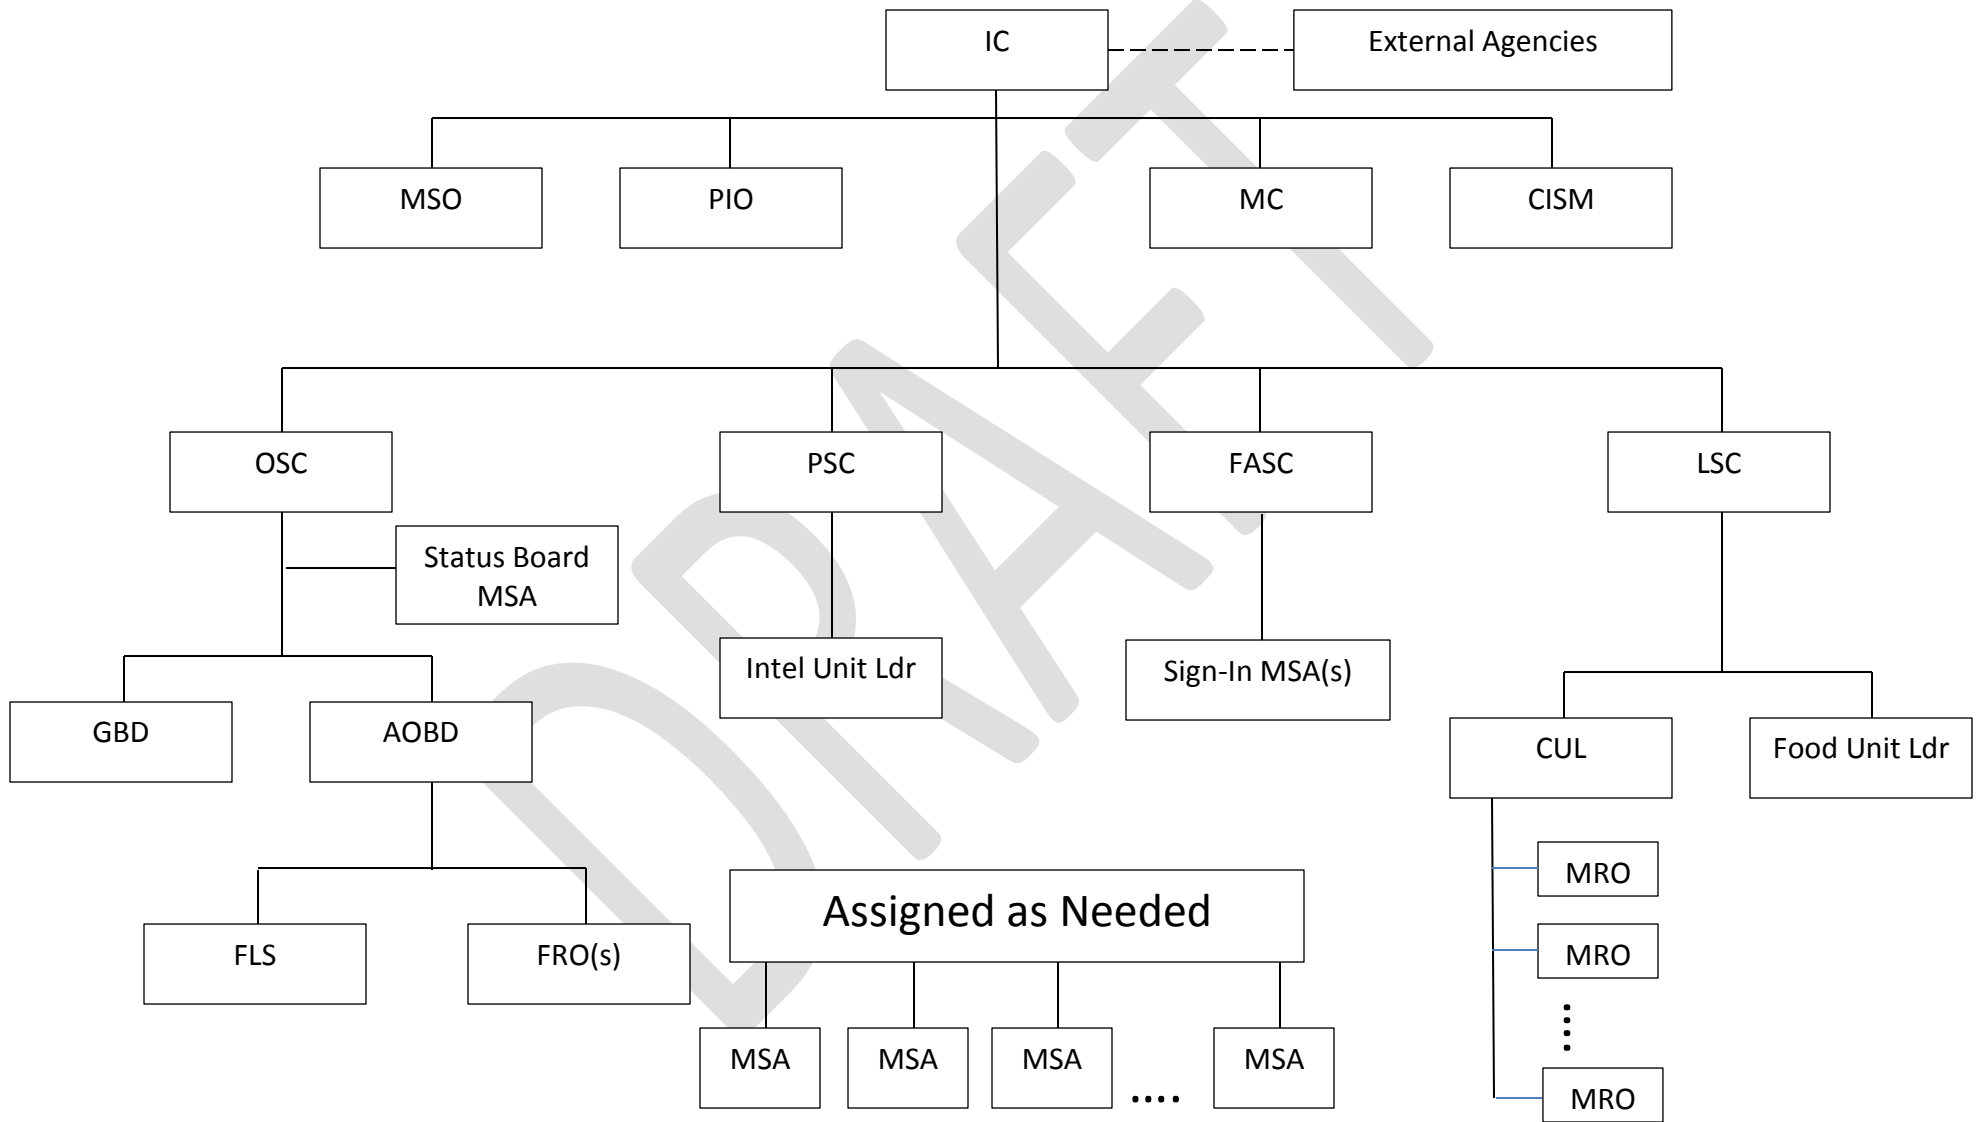 IC
External Agencies
MSO
PIO
MC
CISM
OSC
PSC
FASC
LSC
Status Board
MSA
Intel Unit Ldr
Sign-In MSA(s)
GBD
AOBD
CUL
Food Unit Ldr
MRO
Assigned as Needed
FLS
FRO(s)
MRO
....
MSA
MSA
MSA
....
MSA
MRO
DRAFT